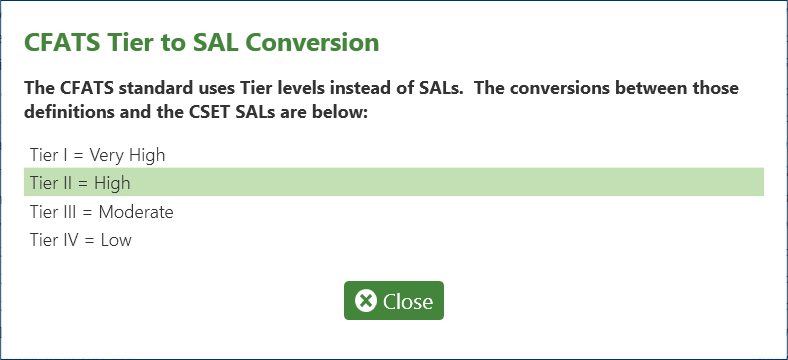 CFATS Tier to SAL Conversion
The CFATS standard uses Tier levels instead of SALs.  The conversions between those
definitions and the CSET SALs are below:
Tier I = Very High
Tier II = High
Tier III = Moderate
Tier IV = Low
Close